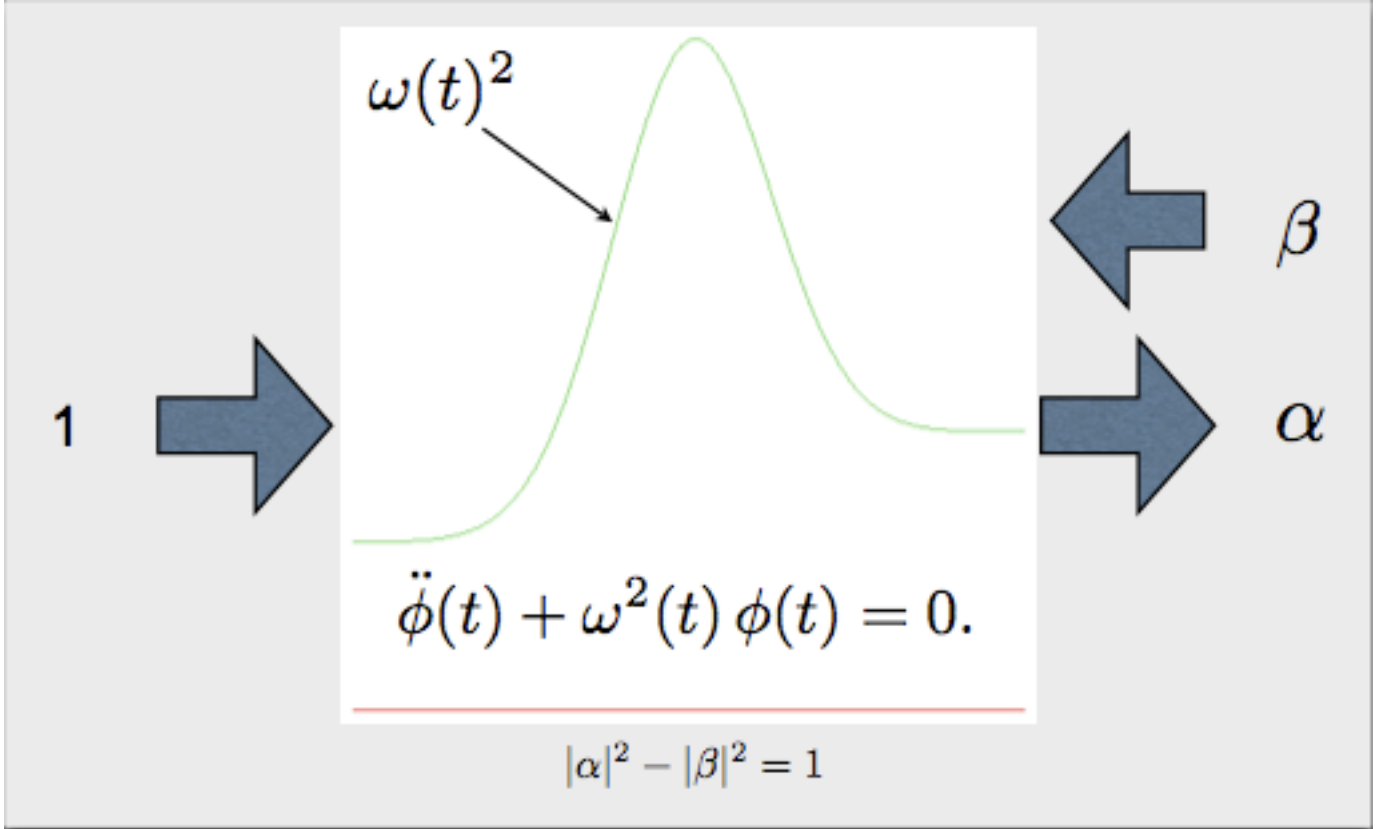 ω(t)²
β
1
α
ϕ̈(t) + ω²(t) ϕ(t) = 0.
|α|² − |β|² = 1